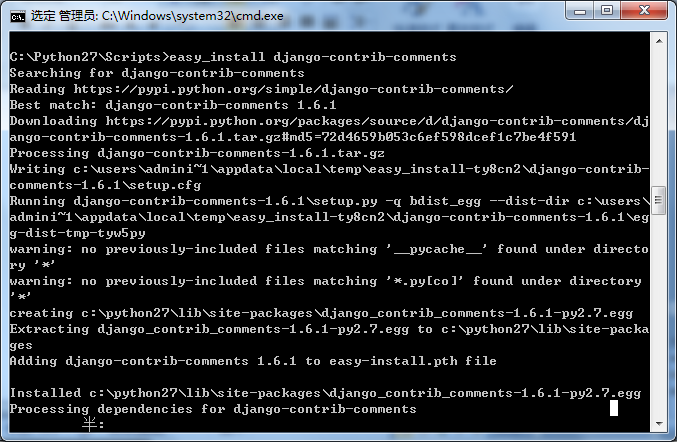 选定 管理员: C:\Windows\system32\cmd.exe
C:\Python27\Scripts>easy_install django-contrib-comments
Searching for django-contrib-comments
Reading https://pypi.python.org/simple/django-contrib-comments/
Best match: django-contrib-comments 1.6.1
Downloading https://pypi.python.org/packages/source/d/django-contrib-comments/dj
ango-contrib-comments-1.6.1.tar.gz#md5=72d4659b053c6ef598dcef1c7be4f591
Processing django-contrib-comments-1.6.1.tar.gz
Writing c:\users\admini~1\appdata\local\temp\easy_install-ty8cn2\django-contrib-
comments-1.6.1\setup.cfg
Running django-contrib-comments-1.6.1\setup.py -q bdist_egg --dist-dir c:\users\
admini~1\appdata\local\temp\easy_install-ty8cn2\django-contrib-comments-1.6.1\eg
g-dist-tmp-tyw5py
warning: no previously-included files matching '__pycache__' found under directo
ry '*'
warning: no previously-included files matching '*.py[co]' found under directory
'*'
creating c:\python27\lib\site-packages\django_contrib_comments-1.6.1-py2.7.egg
Extracting django_contrib_comments-1.6.1-py2.7.egg to c:\python27\lib\site-packa
ges
Adding django-contrib-comments 1.6.1 to easy-install.pth file
Installed c:\python27\lib\site-packages\django_contrib_comments-1.6.1-py2.7.egg
Processing dependencies for django-contrib-comments
半: